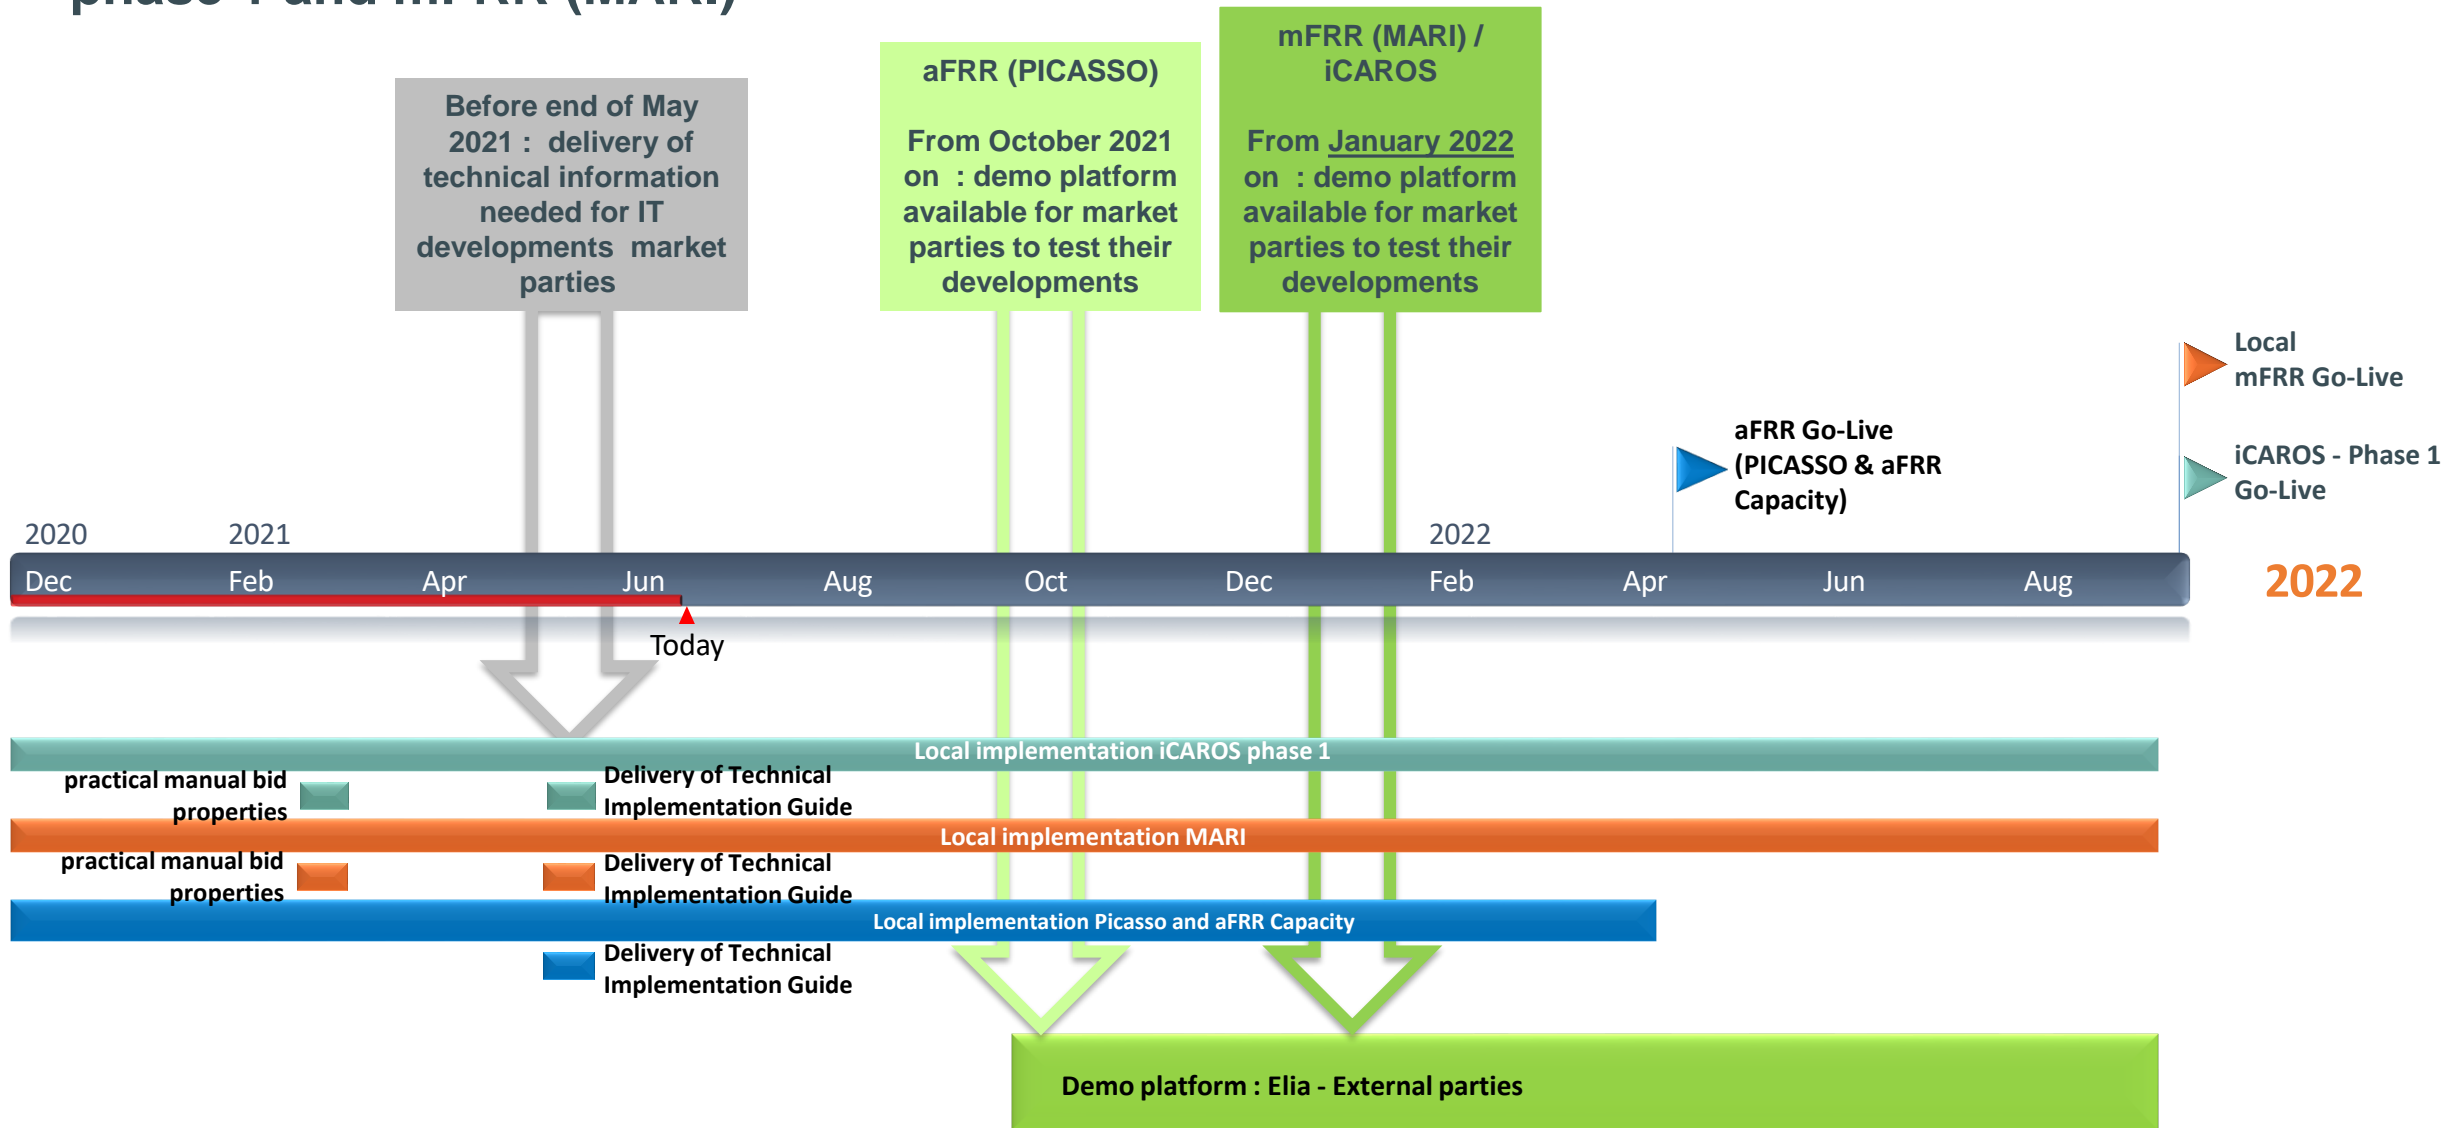 phase 1 and mFRR (MARI)
Before end of May
2021 : delivery of
technical information
needed for IT
developments market
parties
aFRR (PICASSO)
From October 2021
on : demo platform
available for market
parties to test their
developments
mFRR (MARI) /
iCAROS
From January 2022
on : demo platform
available for market
parties to test their
developments
Local
mFRR Go-Live
aFRR Go-Live
(PICASSO & aFRR
Capacity)
iCAROS - Phase 1
Go-Live
2020 2021 2022
Dec Feb Apr Jun Aug Oct Dec Feb Apr Jun Aug
2022
Today
Local implementation iCAROS phase 1
practical manual bid
properties
Delivery of Technical
Implementation Guide
Local implementation MARI
practical manual bid
properties
Delivery of Technical
Implementation Guide
Local implementation Picasso and aFRR Capacity
Delivery of Technical
Implementation Guide
Demo platform : Elia - External parties